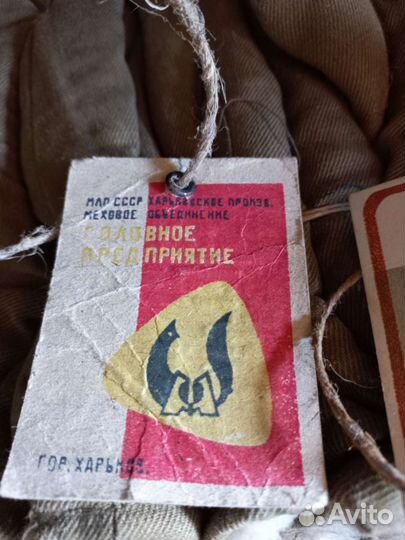 МЛП СССР ХАРЬКОВСКОЕ ПРОИЗВ.
МЕХОВОЕ ОБЪЕДИНЕНИЕ
ГОЛОВНОЕ
ПРЕДПРИЯТИЕ
ГОР. ХАРЬКОВ
Avito